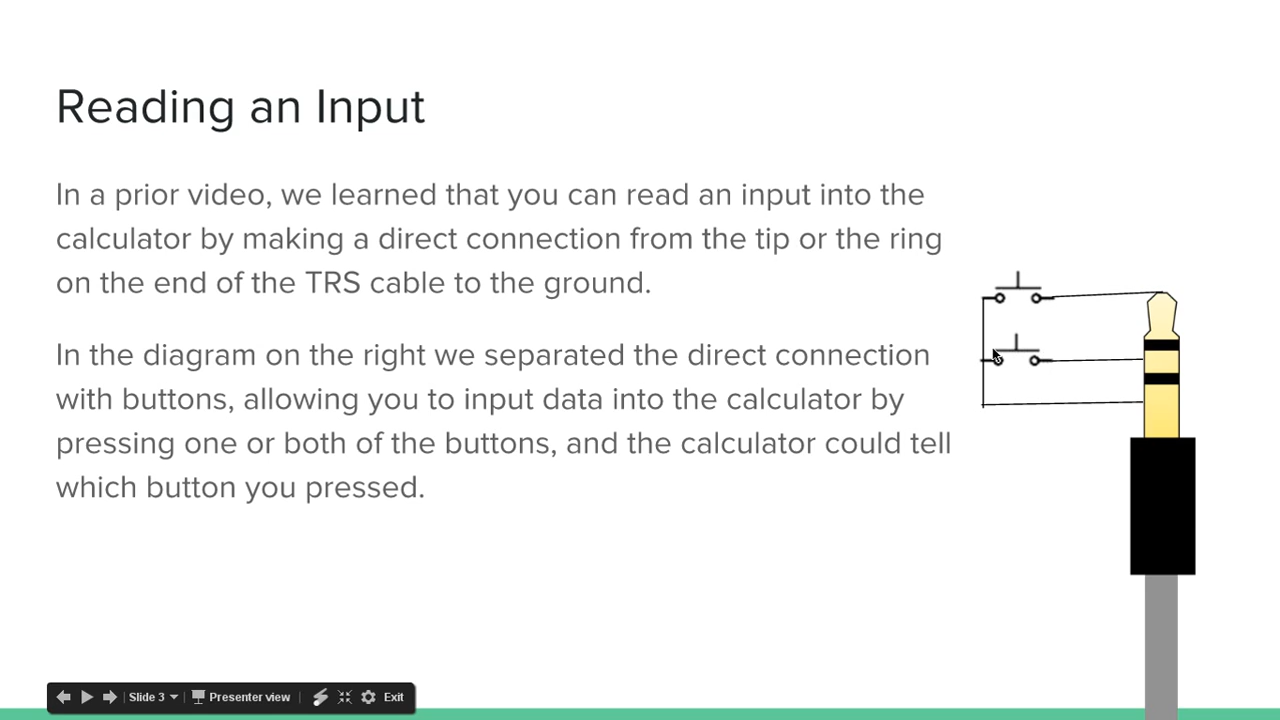 Reading an Input
In a prior video, we learned that you can read an input into the
calculator by making a direct connection from the tip or the ring
on the end of the TRS cable to the ground.
In the diagram on the right we separated the direct connection
with buttons, allowing you to input data into the calculator by
pressing one or both of the buttons, and the calculator could tell
which button you pressed.
Slide 3 Presenter view Exit